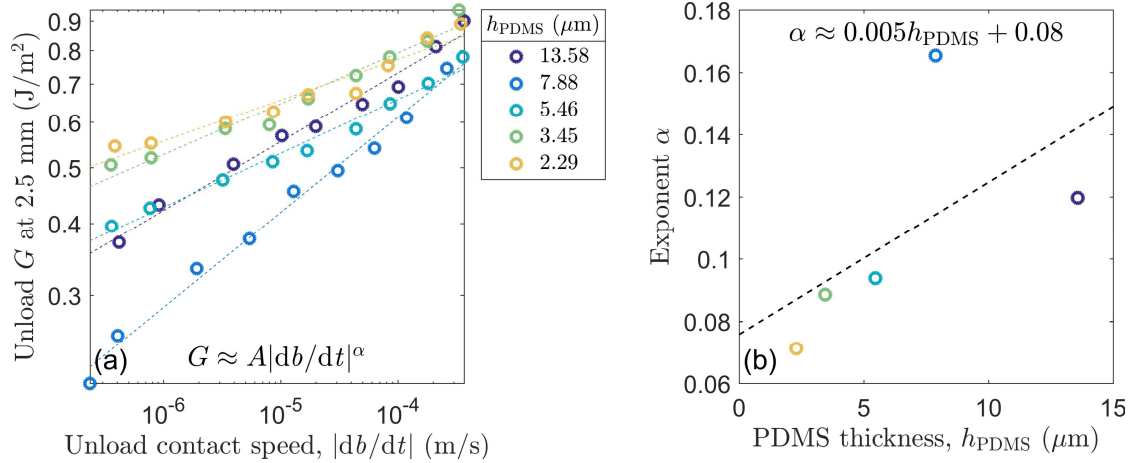 0.9
0.8
0.7
0.6
0.5
0.4
0.3
Unload G at 2.5 mm (J/m²)
(a)
G ≈ A|db/dt|^α
10⁻⁶ 10⁻⁵ 10⁻⁴
Unload contact speed, |db/dt| (m/s)
h_PDMS (μm)
13.58
7.88
5.46
3.45
2.29
α ≈ 0.005h_PDMS + 0.08
0.18
0.16
0.14
0.12
0.1
0.08
0.06
Exponent α
(b)
0 5 10 15
PDMS thickness, h_PDMS (μm)